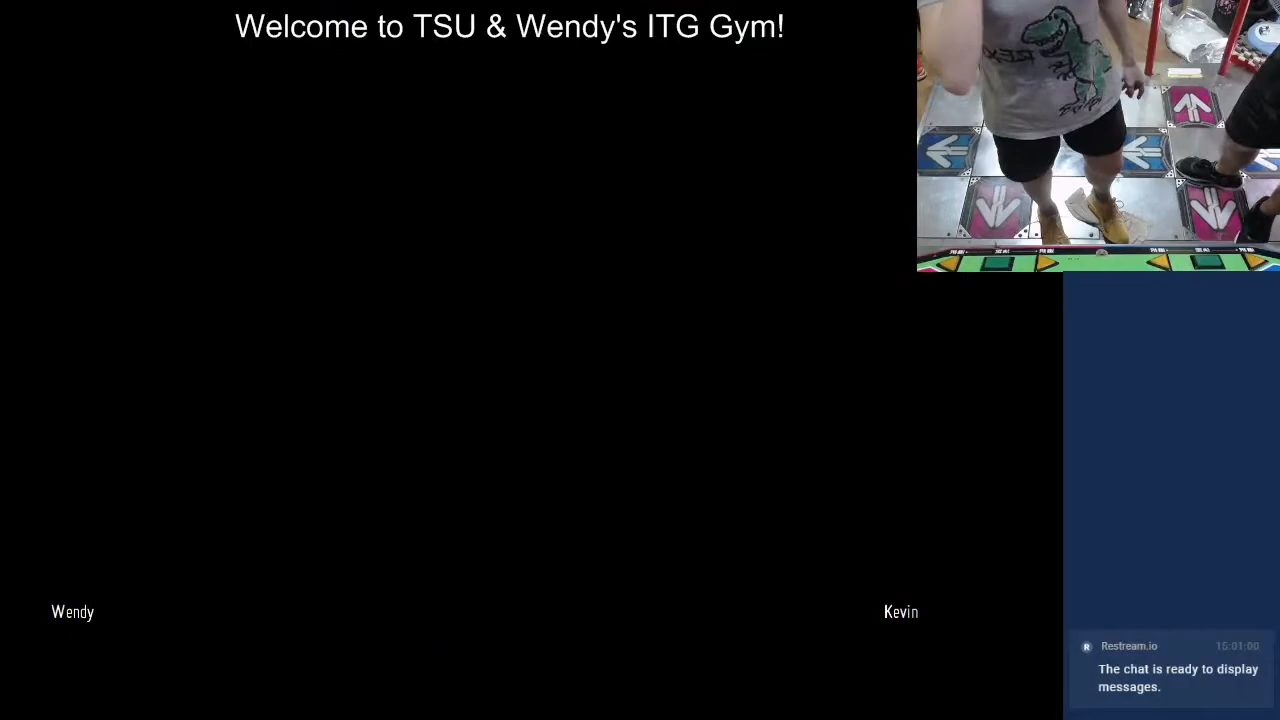 Welcome to TSU & Wendy's ITG Gym!
Wendy
Kevin
R Restream.io 15:01:00
The chat is ready to display
messages.